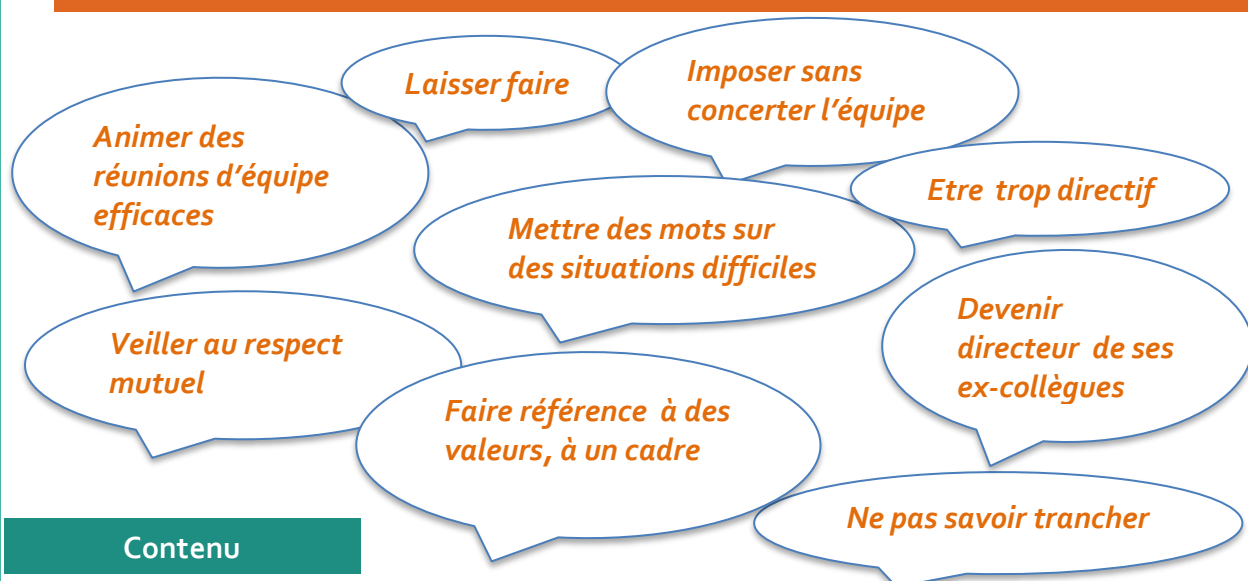 Laisser faire
Imposer sans
concerter l'équipe
Animer des
réunions d'équipe
efficaces
Etre trop directif
Mettre des mots sur
des situations difficiles
Devenir
directeur de ses
ex-collègues
Veiller au respect
mutuel
Faire référence à des
valeurs, à un cadre
Ne pas savoir trancher
Contenu